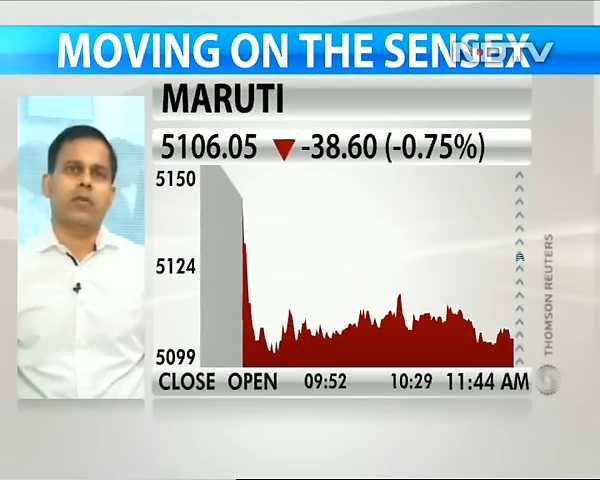 MOVING ON THE SENSEX
NDTV
MARUTI
5106.05 ▼ -38.60 (-0.75%)
5150
5124
5099
CLOSE OPEN 09:52 10:29 11:44 AM
THOMSON REUTERS